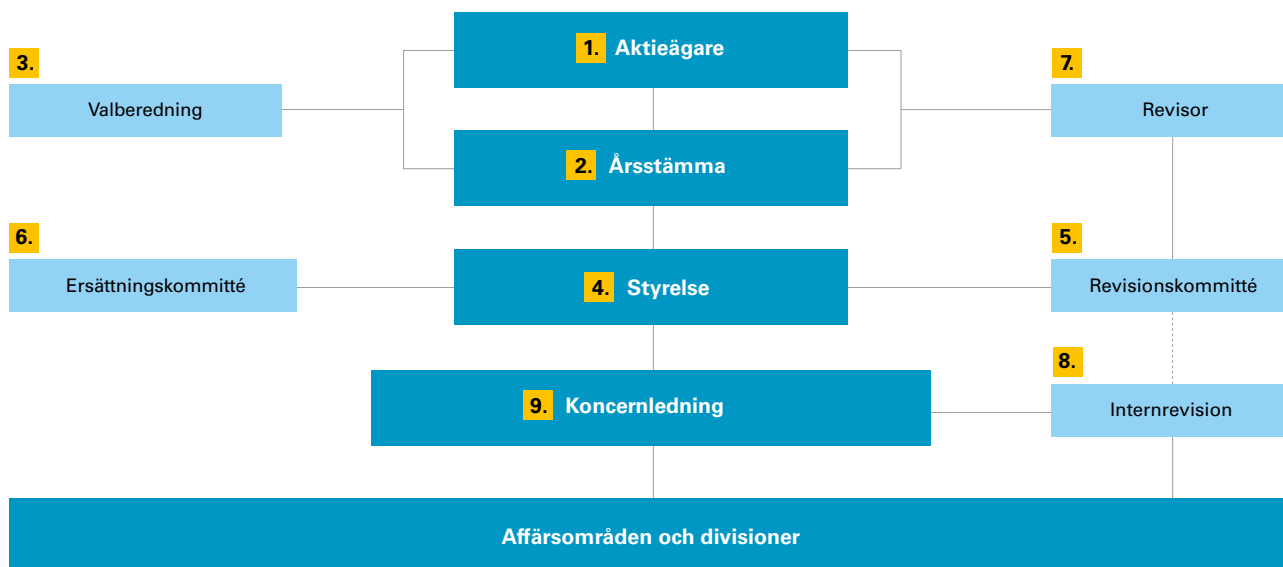 1. Aktieägare
3.
Valberedning
7.
Revisor
2. Årsstämma
6.
Ersättningskommitté
4. Styrelse
5.
Revisionskommitté
9. Koncernledning
8.
Internrevision
Affärsområden och divisioner